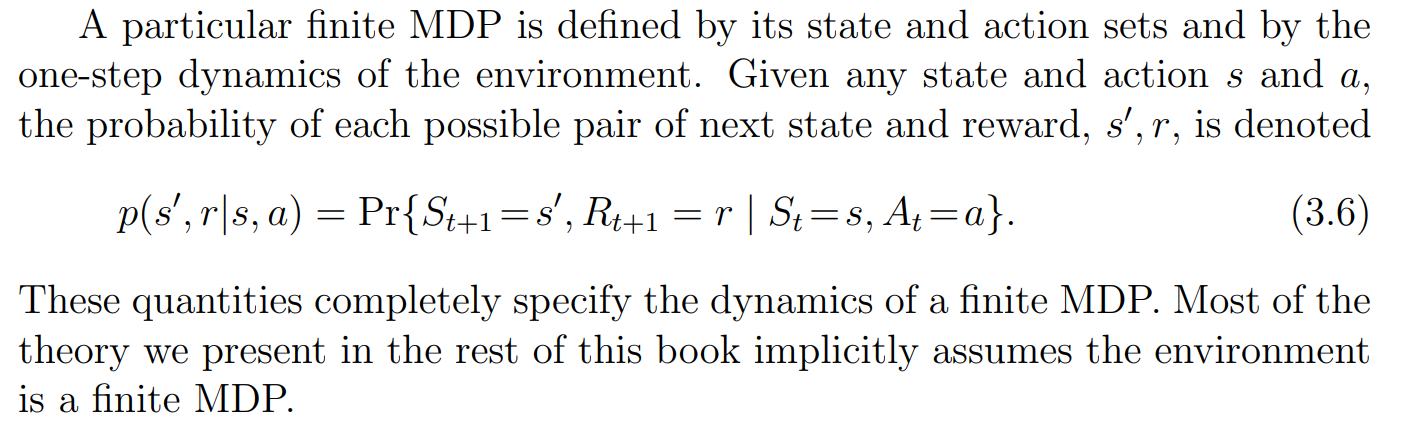 A particular finite MDP is defined by its state and action sets and by the
one-step dynamics of the environment. Given any state and action s and a,
the probability of each possible pair of next state and reward, s′, r, is denoted
p(s′, r|s, a) = Pr{S_{t+1} = s′, R_{t+1} = r | S_t = s, A_t = a}. (3.6)
These quantities completely specify the dynamics of a finite MDP. Most of the
theory we present in the rest of this book implicitly assumes the environment
is a finite MDP.